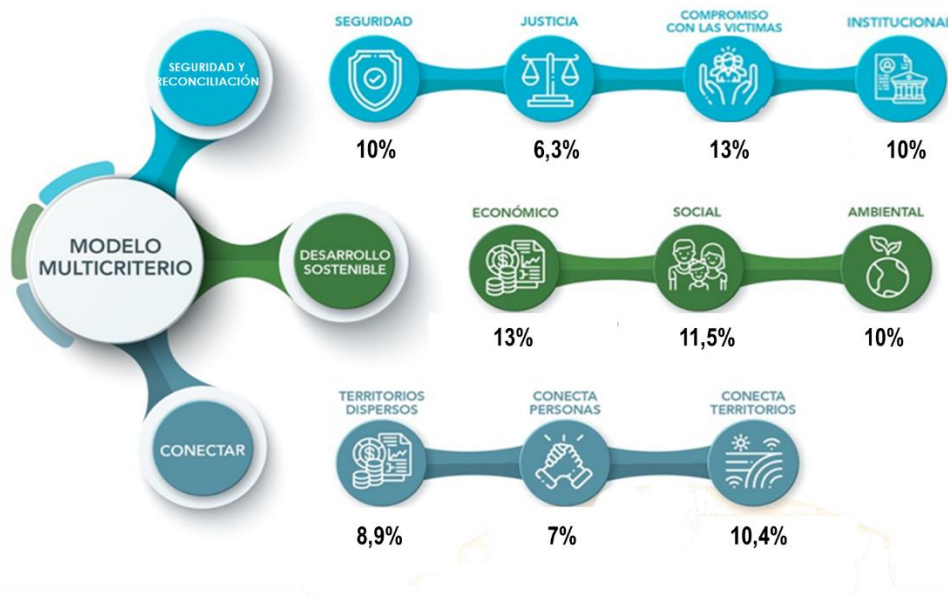 SEGURIDAD
JUSTICIA
COMPROMISO
CON LAS VICTIMAS
INSTITUCIONAL
SEGURIDAD Y
RECONCILIACIÓN
10%
6,3%
13%
10%
MODELO
MULTICRITERIO
DESARROLLO
SOSTENIBLE
ECONÓMICO
SOCIAL
AMBIENTAL
13%
11,5%
10%
CONECTAR
TERRITORIOS
DISPERSOS
CONECTA
PERSONAS
CONECTA
TERRITORIOS
8,9%
7%
10,4%